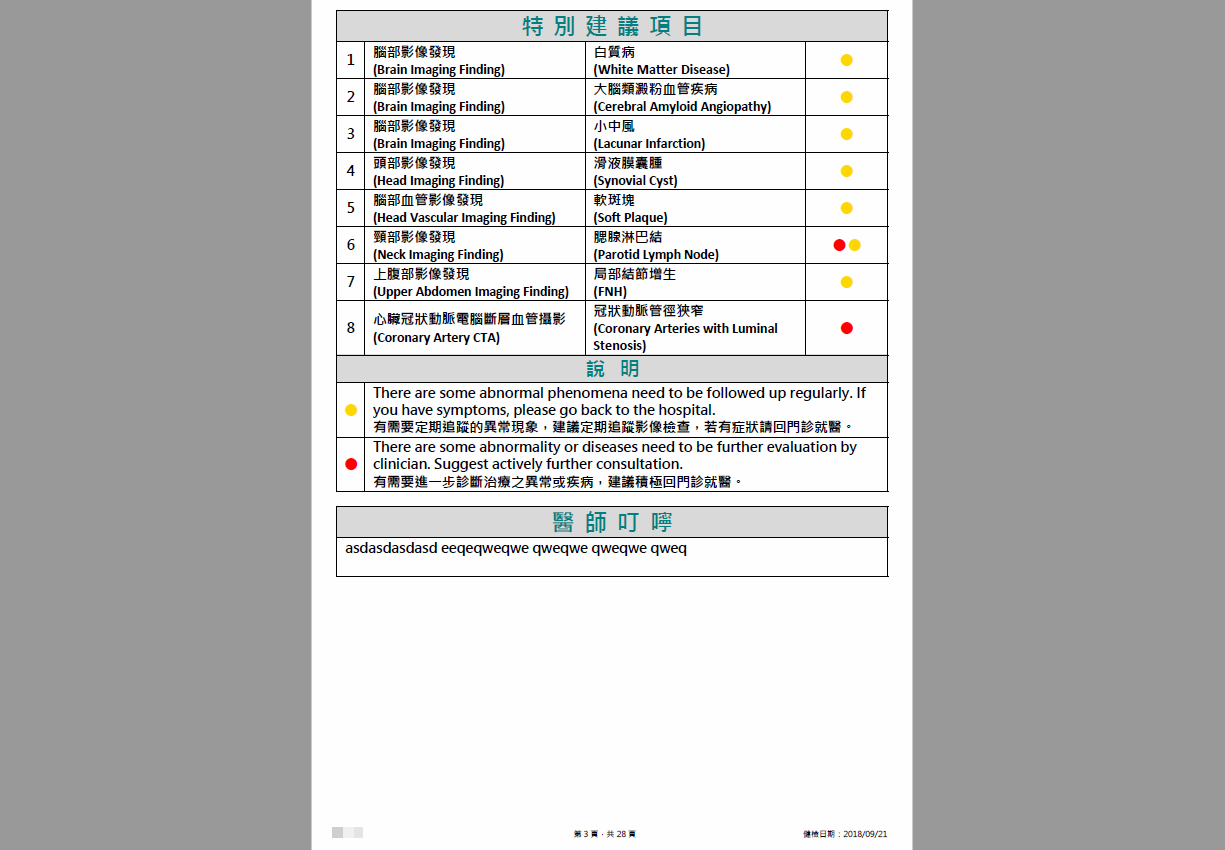 特別建議項目
1
腦部影像發現
(Brain Imaging Finding)
白質病
(White Matter Disease)
2
腦部影像發現
(Brain Imaging Finding)
大腦類澱粉血管疾病
(Cerebral Amyloid Angiopathy)
3
腦部影像發現
(Brain Imaging Finding)
小中風
(Lacunar Infarction)
4
頭部影像發現
(Head Imaging Finding)
滑液膜囊腫
(Synovial Cyst)
5
腦部血管影像發現
(Head Vascular Imaging Finding)
軟斑塊
(Soft Plaque)
6
頸部影像發現
(Neck Imaging Finding)
腮腺淋巴結
(Parotid Lymph Node)
7
上腹部影像發現
(Upper Abdomen Imaging Finding)
局部結節增生
(FNH)
8
心臟冠狀動脈電腦斷層血管攝影
(Coronary Artery CTA)
冠狀動脈管徑狹窄
(Coronary Arteries with Luminal
Stenosis)
說明
There are some abnormal phenomena need to be followed up regularly. If
you have symptoms, please go back to the hospital.
有需要定期追蹤的異常現象，建議定期追蹤影像檢查，若有症狀請回門診就醫。
There are some abnormality or diseases need to be further evaluation by
clinician. Suggest actively further consultation.
有需要進一步診斷治療之異常或疾病，建議積極回門診就醫。
醫師叮嚀
asdasdasdasd eeqeqweqwe qweqwe qweqwe qweq
第 3 頁，共 28 頁
健檢日期：2018/09/21